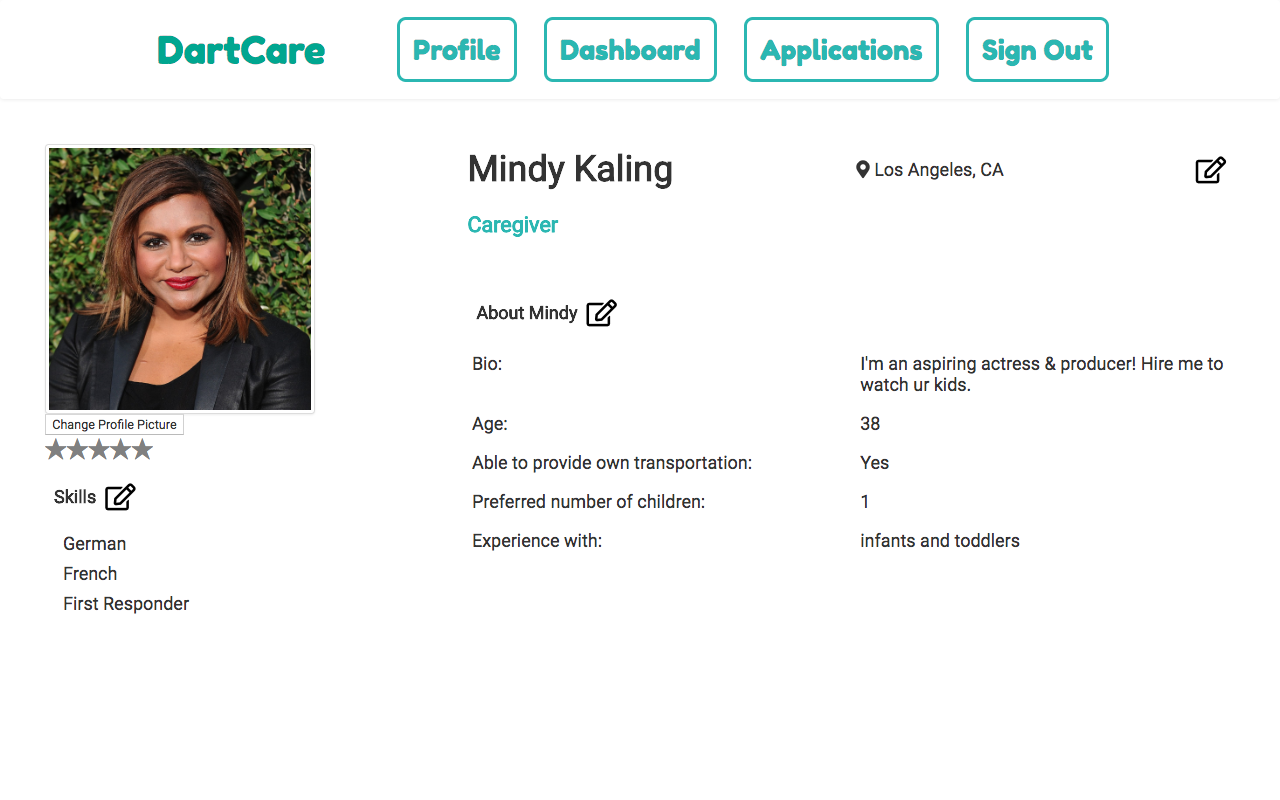 DartCare
Profile
Dashboard
Applications
Sign Out
Mindy Kaling
Los Angeles, CA
Caregiver
About Mindy
Bio:
I'm an aspiring actress & producer! Hire me to
watch ur kids.
Age:
38
Able to provide own transportation:
Yes
Preferred number of children:
1
Experience with:
infants and toddlers
Change Profile Picture
Skills
German
French
First Responder